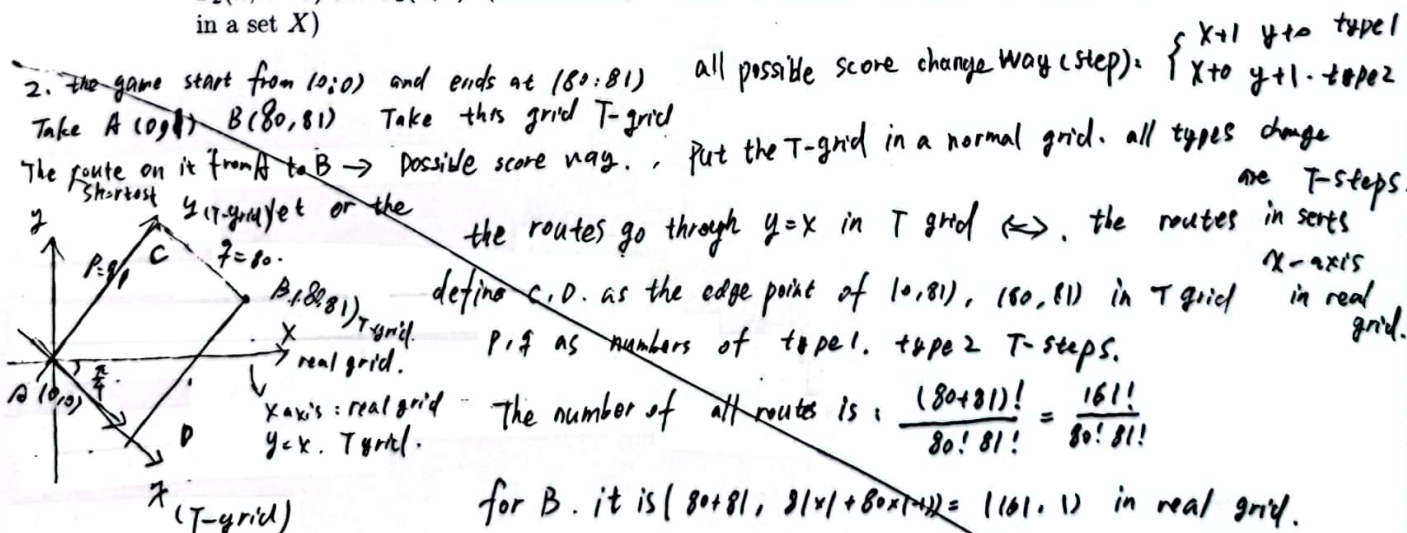 in a set X)
2. the game start from (0:0) and ends at (80:81) all possible score change way (step): { x+1 y+0 type1
x+0 y+1. type2
Take A (0,0) B(80,81) Take this grid T-grid
The route on it from A to B → possible score way. , Put the T-grid in a normal grid. all types change
are T-steps.
shortest
y (T-grid) yet or the
the routes go through y=x in T grid ↔. the routes in serts
x-axis
in real
grid.
y
C
q=80.
P=81
B(80,81) T-grid.
define C, D. as the edge point of (0,81), (80,81) in T grid
x
real grid.
P, q as numbers of type1. type2 T-steps.
A (0,0)
π/4
x axis : real grid
y=x. T grid.
The number of all routes is : (80+81)! / 80! 81! = 161! / 80! 81!
D
x (T-grid)
for B. it is (80+81, 81×1+80×(-1)) = (161, 1) in real grid.